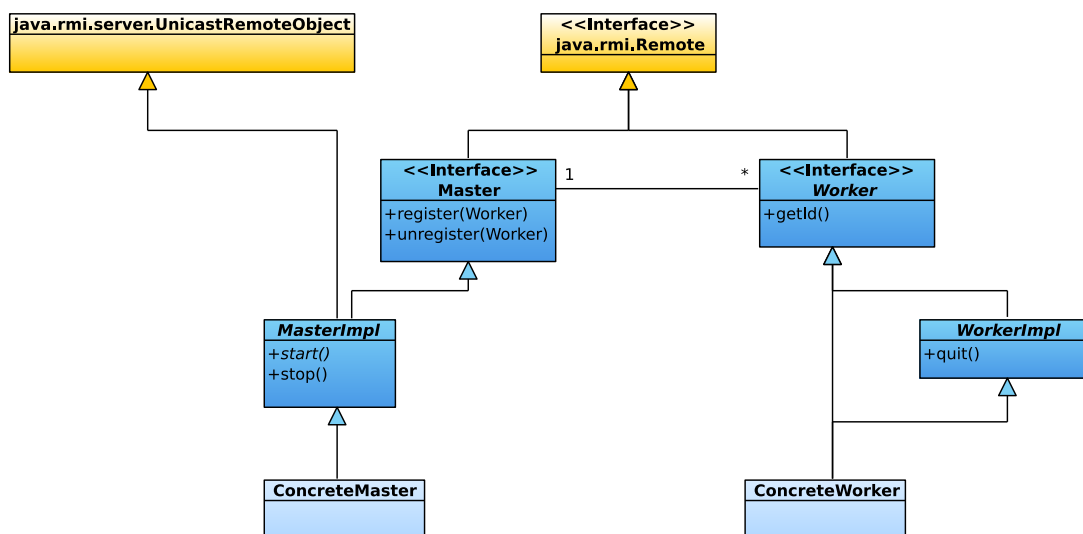 java.rmi.server.UnicastRemoteObject
<<Interface>>
java.rmi.Remote
<<Interface>>
Master
+register(Worker)
+unregister(Worker)
1
*
<<Interface>>
Worker
+getId()
MasterImpl
+start()
+stop()
WorkerImpl
+quit()
ConcreteMaster
ConcreteWorker